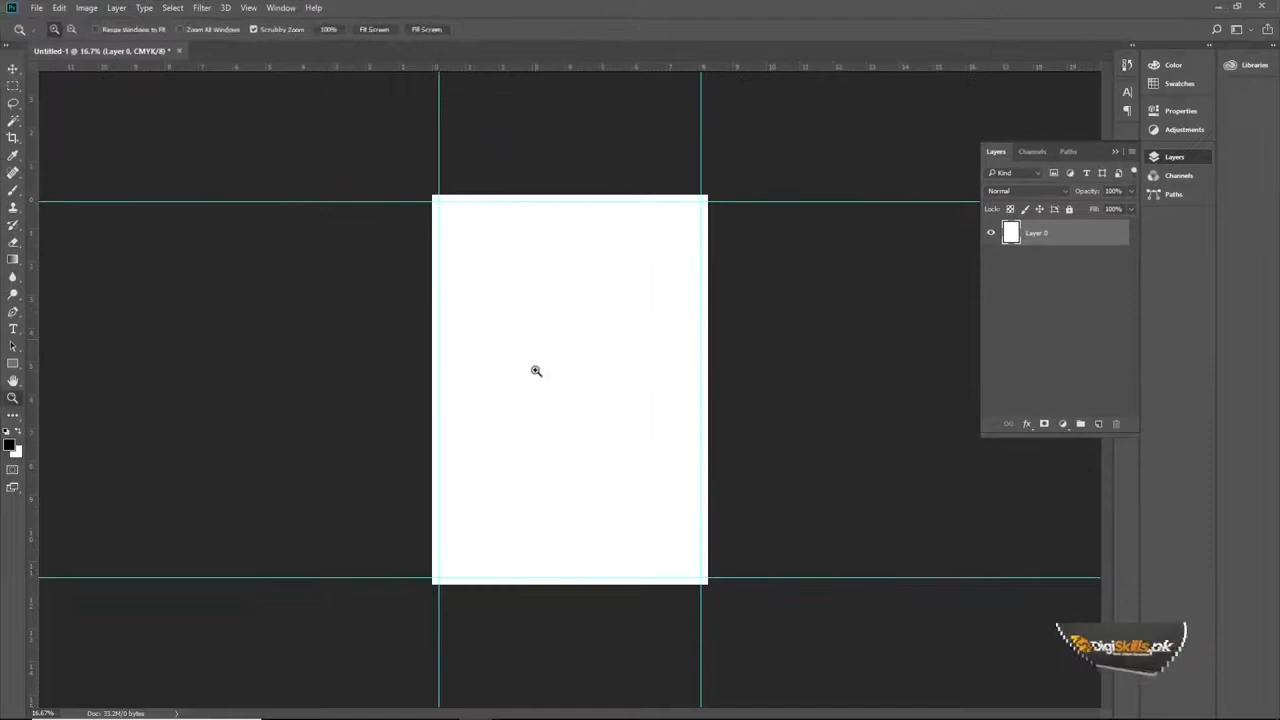 File Edit Image Layer Type Select Filter 3D View Window Help
Resize Windows to Fit Zoom All Windows Scrubby Zoom 100% Fit Screen Fill Screen
Untitled-1 @ 16.7% (Layer 0, CMYK/8) *
Color
Swatches
Properties
Adjustments
Layers
Channels
Paths
Libraries
Layers Channels Paths
Kind
Normal Opacity: 100%
Lock: Fill: 100%
Layer 0
DigiSkills.pk
16.67% Doc: 33.2M/0 bytes